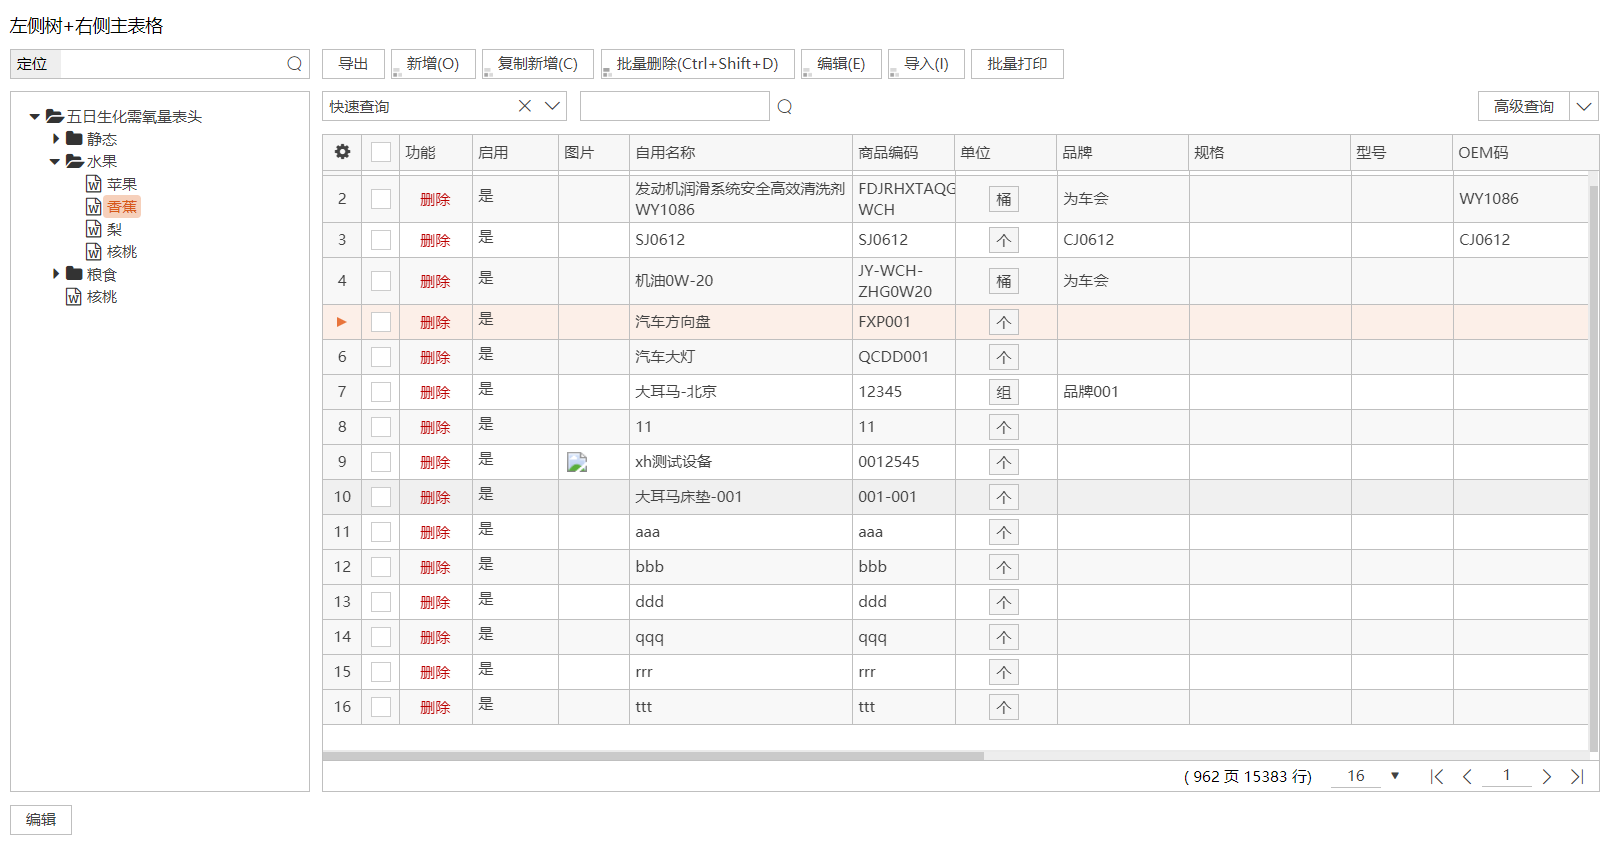 左侧树+右侧主表格
定位
导出 新增(O) 复制新增(C) 批量删除(Ctrl+Shift+D) 编辑(E) 导入(I) 批量打印
五日生化需氧量表头
静态
水果
苹果
香蕉
梨
核桃
粮食
核桃
快速查询 高级查询
功能 启用 图片 自用名称 商品编码 单位 品牌 规格 型号 OEM码
2 删除 是 发动机润滑系统安全高效清洗剂 FDJRHXTAQG 桶 为车会 WY1086
WY1086 WCH
3 删除 是 SJ0612 SJ0612 个 CJ0612 CJ0612
4 删除 是 机油0W-20 JY-WCH- 桶 为车会
ZHG0W20
删除 是 汽车方向盘 FXP001 个
6 删除 是 汽车大灯 QCDD001 个
7 删除 是 大耳马-北京 12345 组 品牌001
8 删除 是 11 11 个
9 删除 是 xh测试设备 0012545 个
10 删除 是 大耳马床垫-001 001-001 个
11 删除 是 aaa aaa 个
12 删除 是 bbb bbb 个
13 删除 是 ddd ddd 个
14 删除 是 qqq qqq 个
15 删除 是 rrr rrr 个
16 删除 是 ttt ttt 个
( 962 页 15383 行) 16 1
编辑